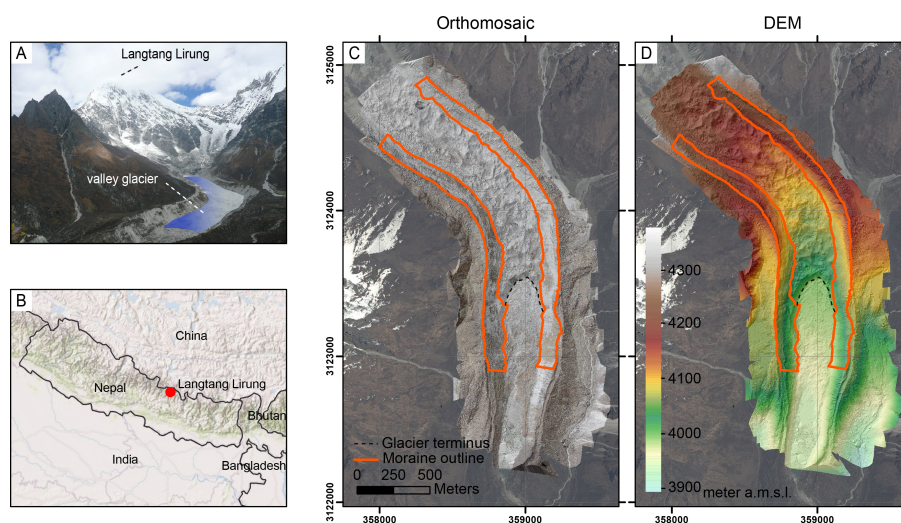 Orthomosaic
DEM
A
Langtang Lirung
valley glacier
B
China
Nepal
Langtang Lirung
Bhutan
India
Bangladesh
C
3125000
3124000
3123000
3122000
Glacier terminus
Moraine outline
0 250 500
Meters
358000 359000
D
4300
4200
4100
4000
3900
meter a.m.s.l.
358000 359000